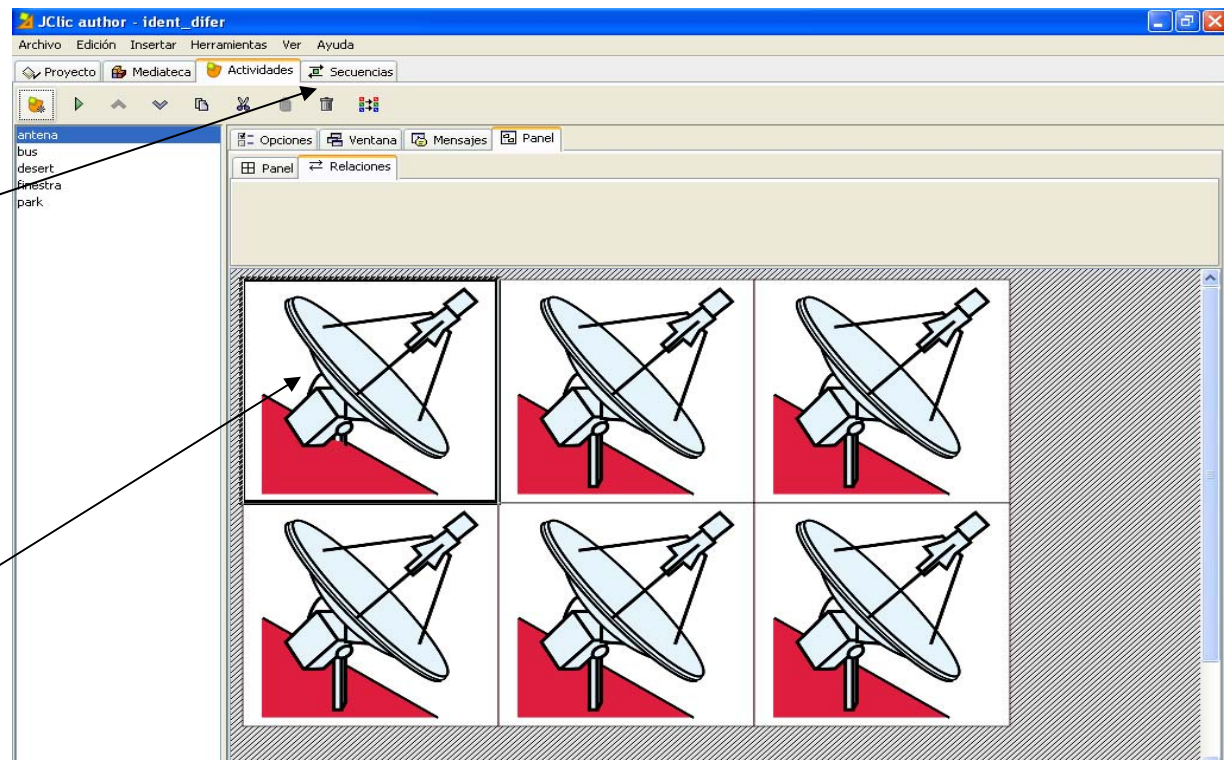 JClic author - ident_difer
Archivo Edición Insertar Herramientas Ver Ayuda
Proyecto Mediateca Actividades Secuencias
antena
bus
desert
finestra
park
Opciones Ventana Mensajes Panel
Panel Relaciones